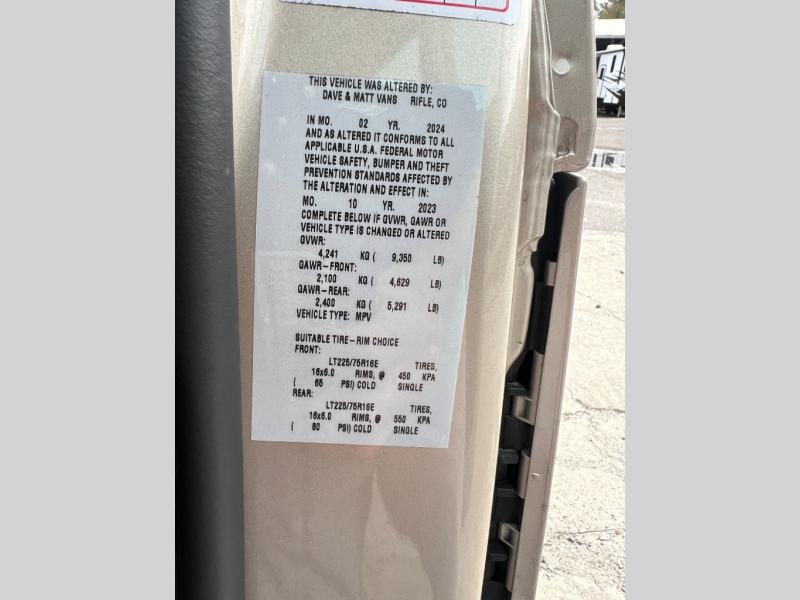 THIS VEHICLE WAS ALTERED BY:
DAVE & MATT VANS RIFLE, CO
IN MO. 02 YR. 2024
AND AS ALTERED IT CONFORMS TO ALL
APPLICABLE U.S.A. FEDERAL MOTOR
VEHICLE SAFETY, BUMPER AND THEFT
PREVENTION STANDARDS AFFECTED BY
THE ALTERATION AND EFFECT IN:
MO. 10 YR. 2023
COMPLETE BELOW IF GVWR, GAWR OR
VEHICLE TYPE IS CHANGED OR ALTERED
GVWR:
4,241 KG ( 9,350 LB)
GAWR-FRONT:
2,100 KG ( 4,629 LB)
GAWR-REAR:
2,400 KG ( 5,291 LB)
VEHICLE TYPE: MPV
SUITABLE TIRE-RIM CHOICE
FRONT:
LT225/75R16E TIRES,
16x6.0 RIMS, @ 450 KPA
( 65 PSI) COLD SINGLE
REAR:
LT225/75R16E TIRES,
16x6.0 RIMS, @ 550 KPA
( 80 PSI) COLD SINGLE